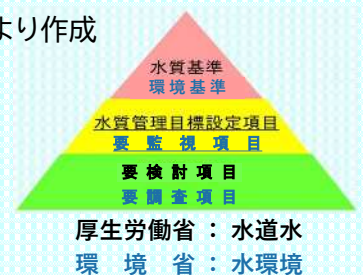 より作成
水質基準
環境基準
水質管理目標設定項目
要監視項目
要検討項目
要調査項目
厚生労働省：水道水
環境省：水環境